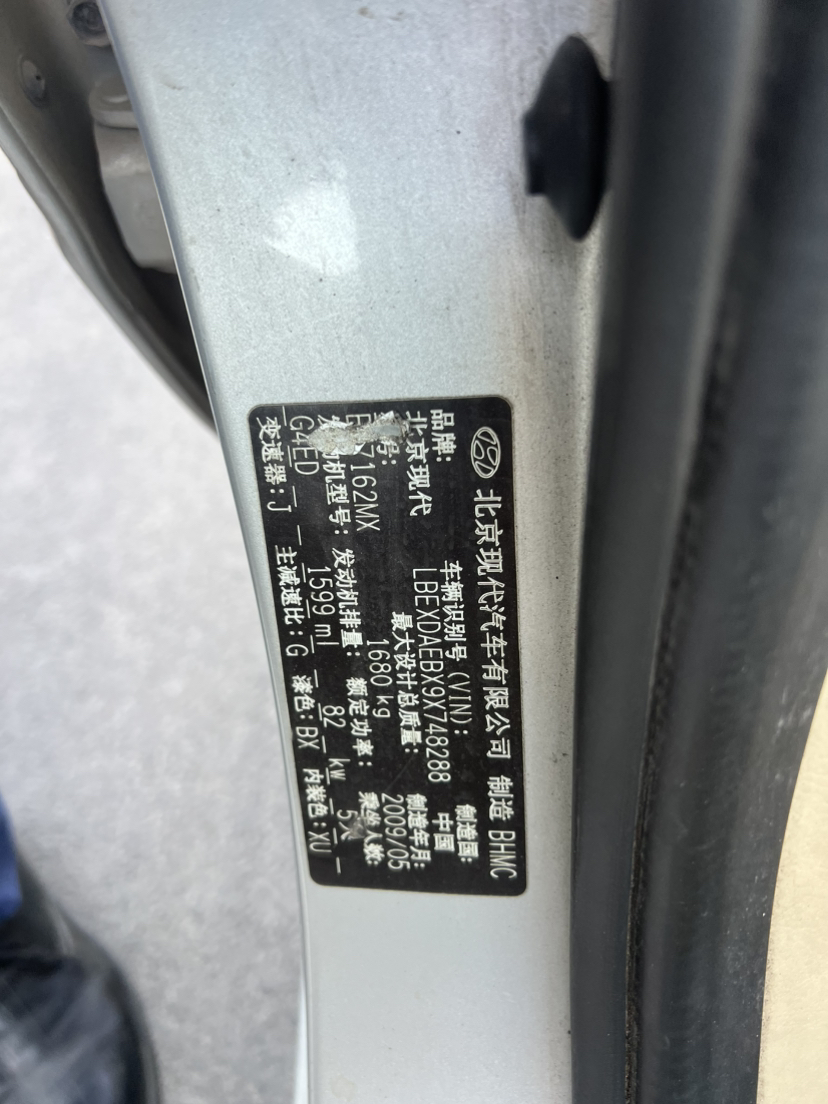 北京现代汽车有限公司 制造 BHMC
品牌: 车辆识别号(VIN): 制造国:
北京现代 LBEXDAEBX9X748288 中国
号: 最大设计总质量: 制造年月:
7162MX 1680 kg 2009/05
动机型号: 发动机排量: 额定功率: 乘坐人数:
G4ED 1599 ml 82 kw 5人
变速器:J 主减速比:G 漆色:BX 内装色:XU